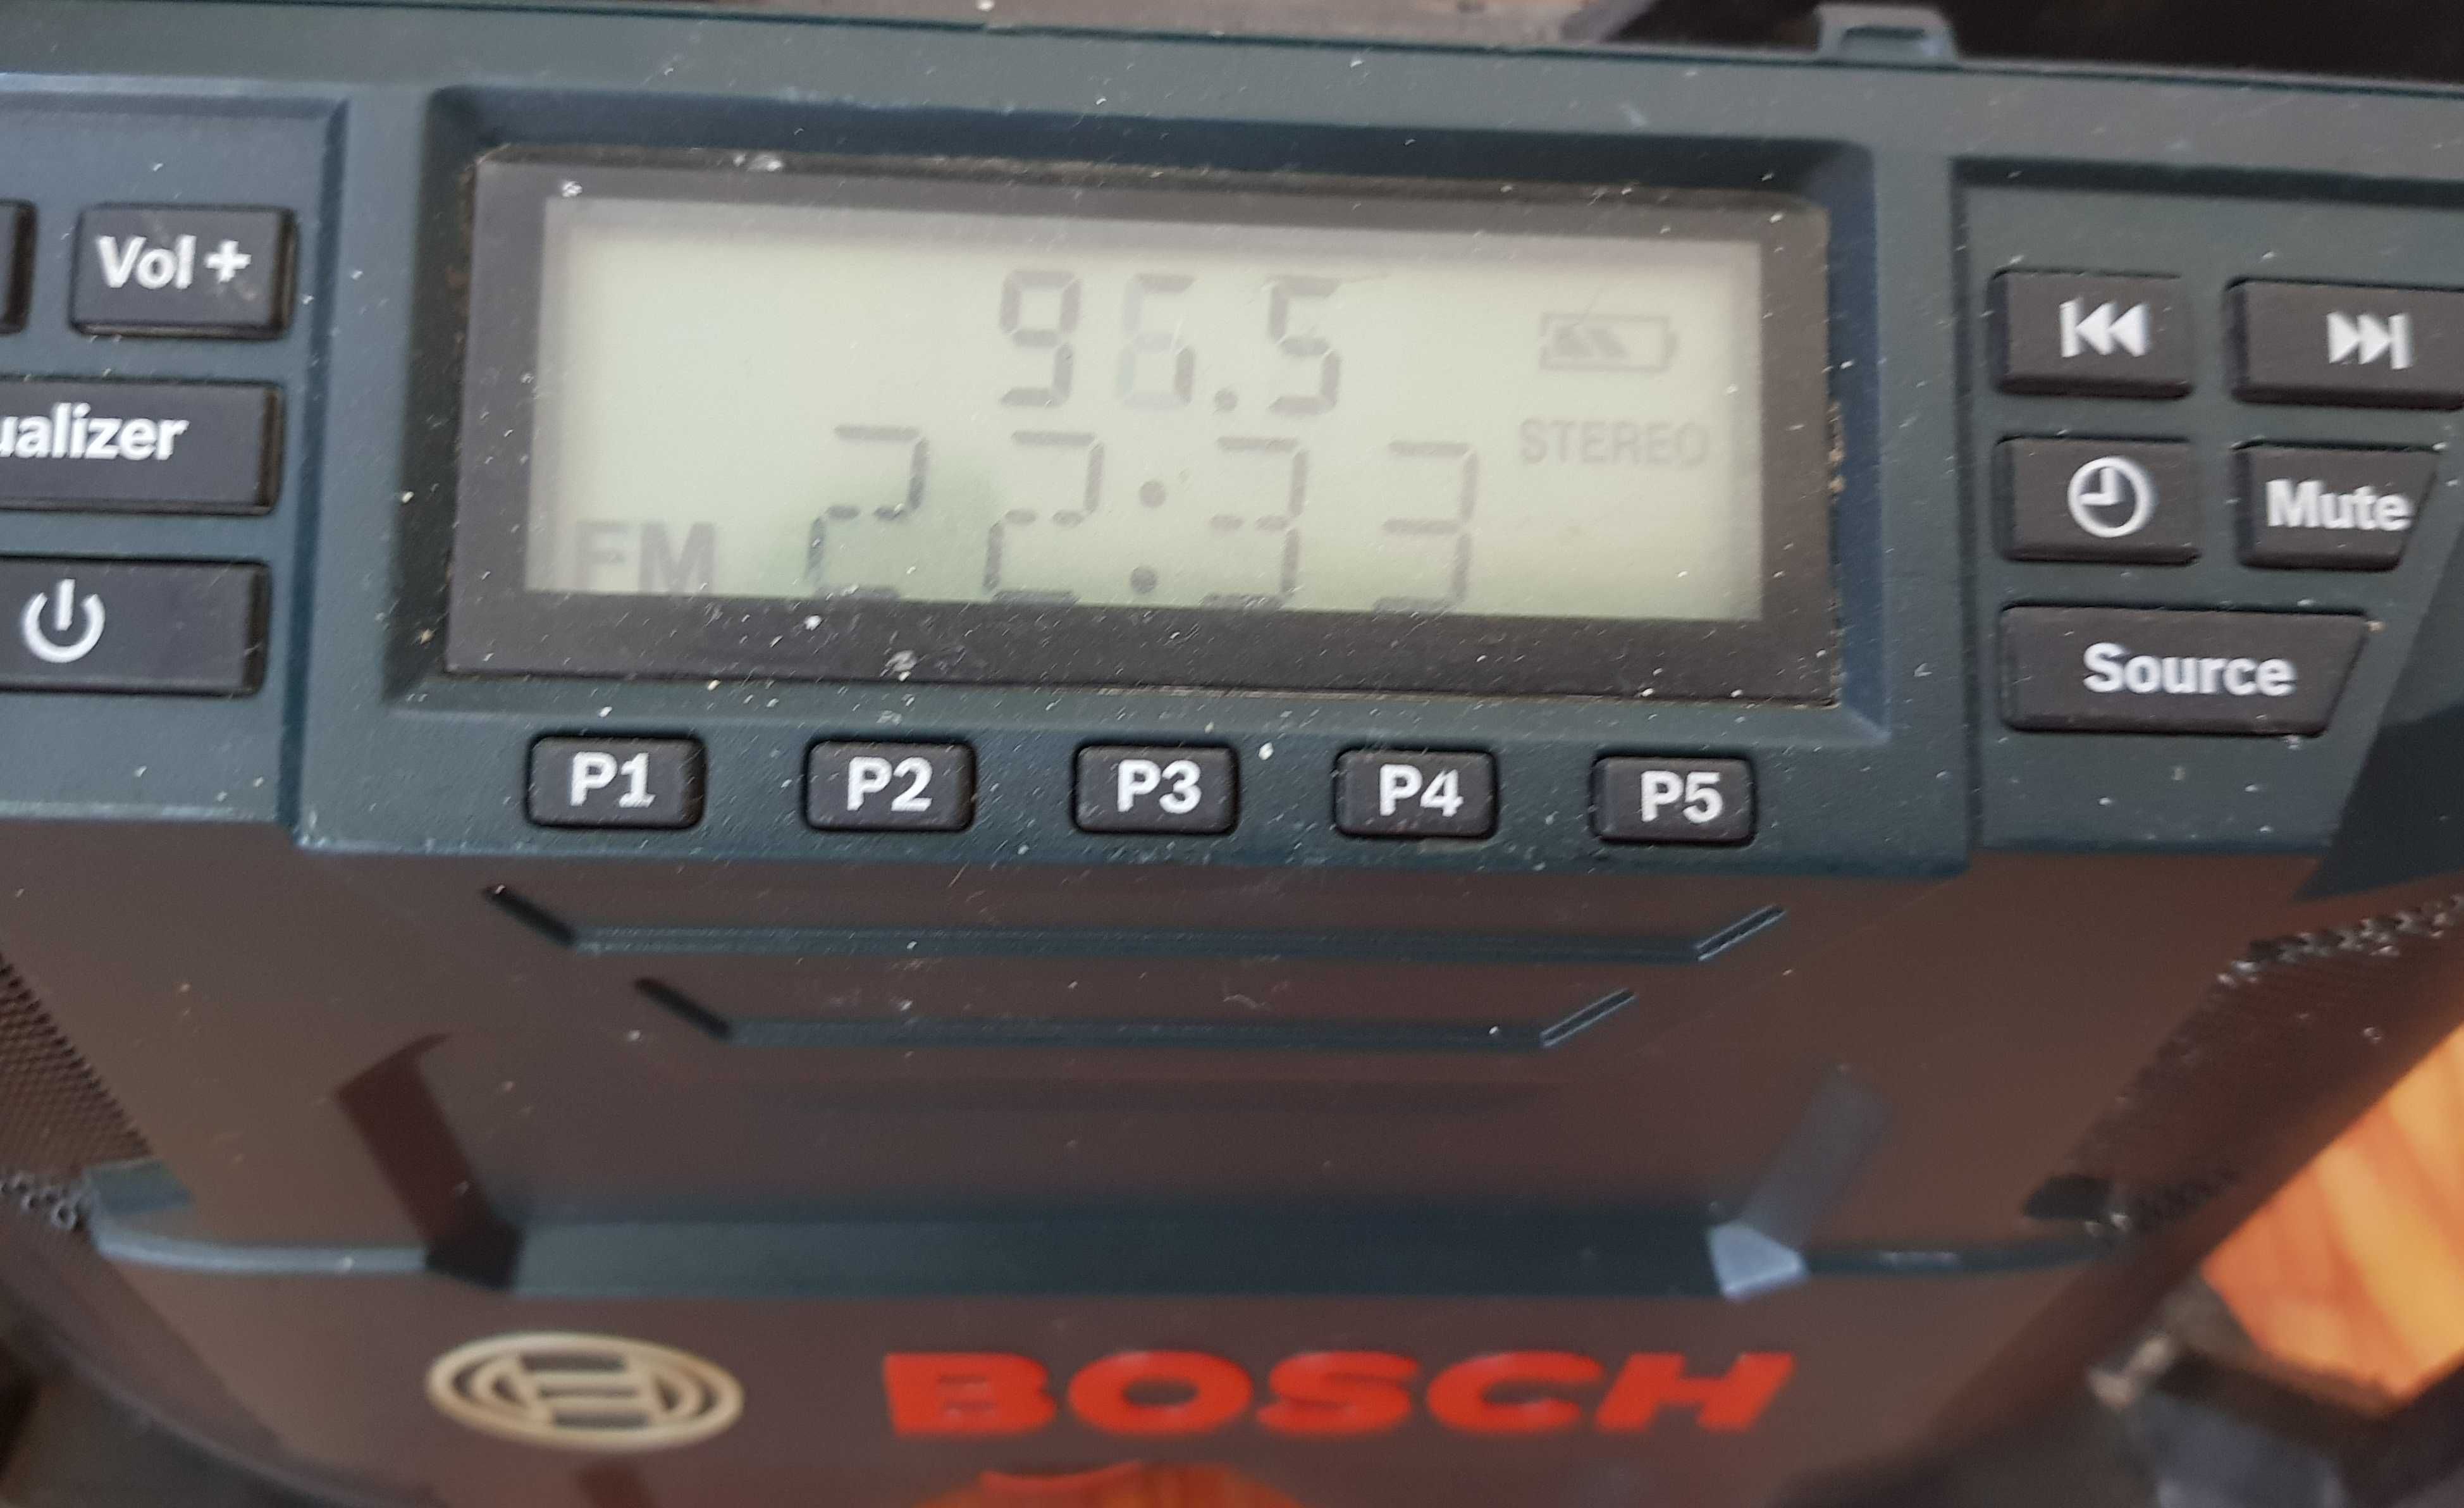 96.5
STEREO
FM 22:33
Vol +
ualizer
Mute
Source
P1 P2 P3 P4 P5
BOSCH